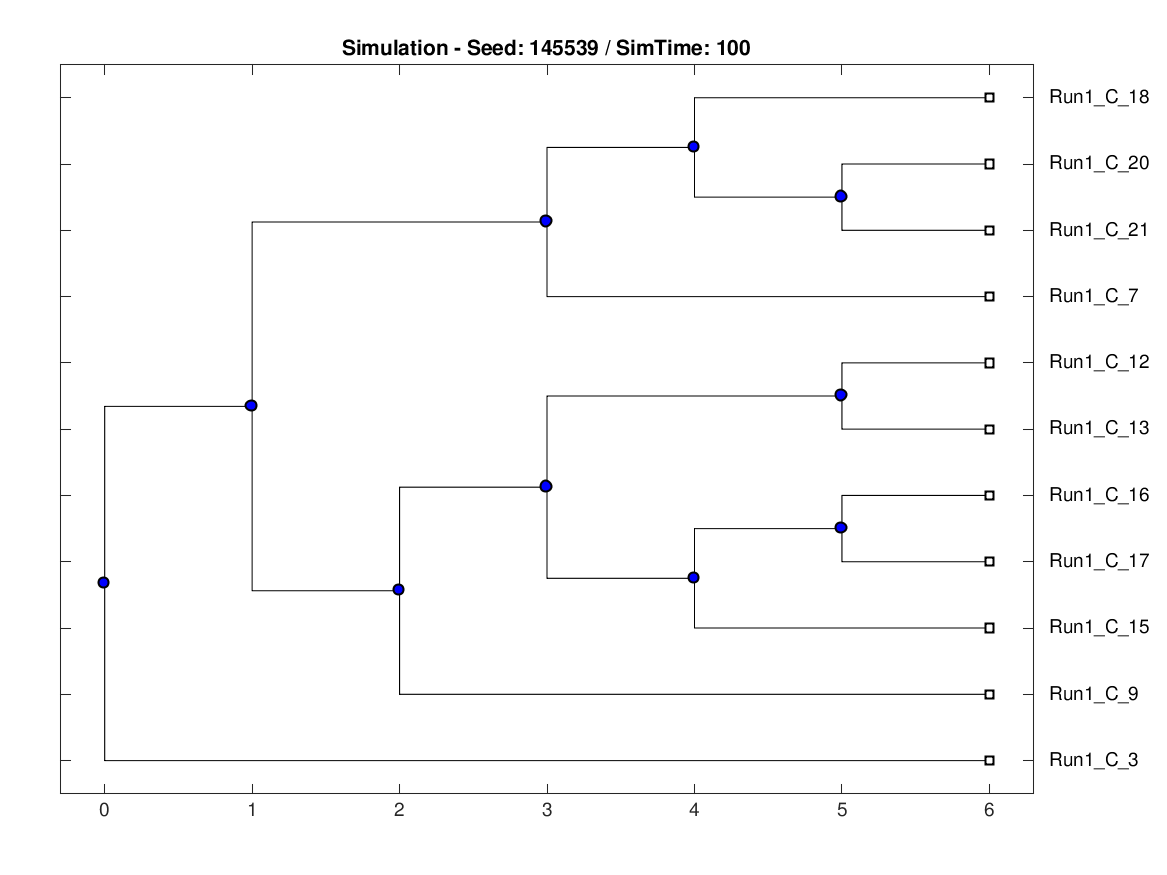 Simulation - Seed: 145539 / SimTime: 100
Run1_C_18
Run1_C_20
Run1_C_21
Run1_C_7
Run1_C_12
Run1_C_13
Run1_C_16
Run1_C_17
Run1_C_15
Run1_C_9
Run1_C_3
0 1 2 3 4 5 6